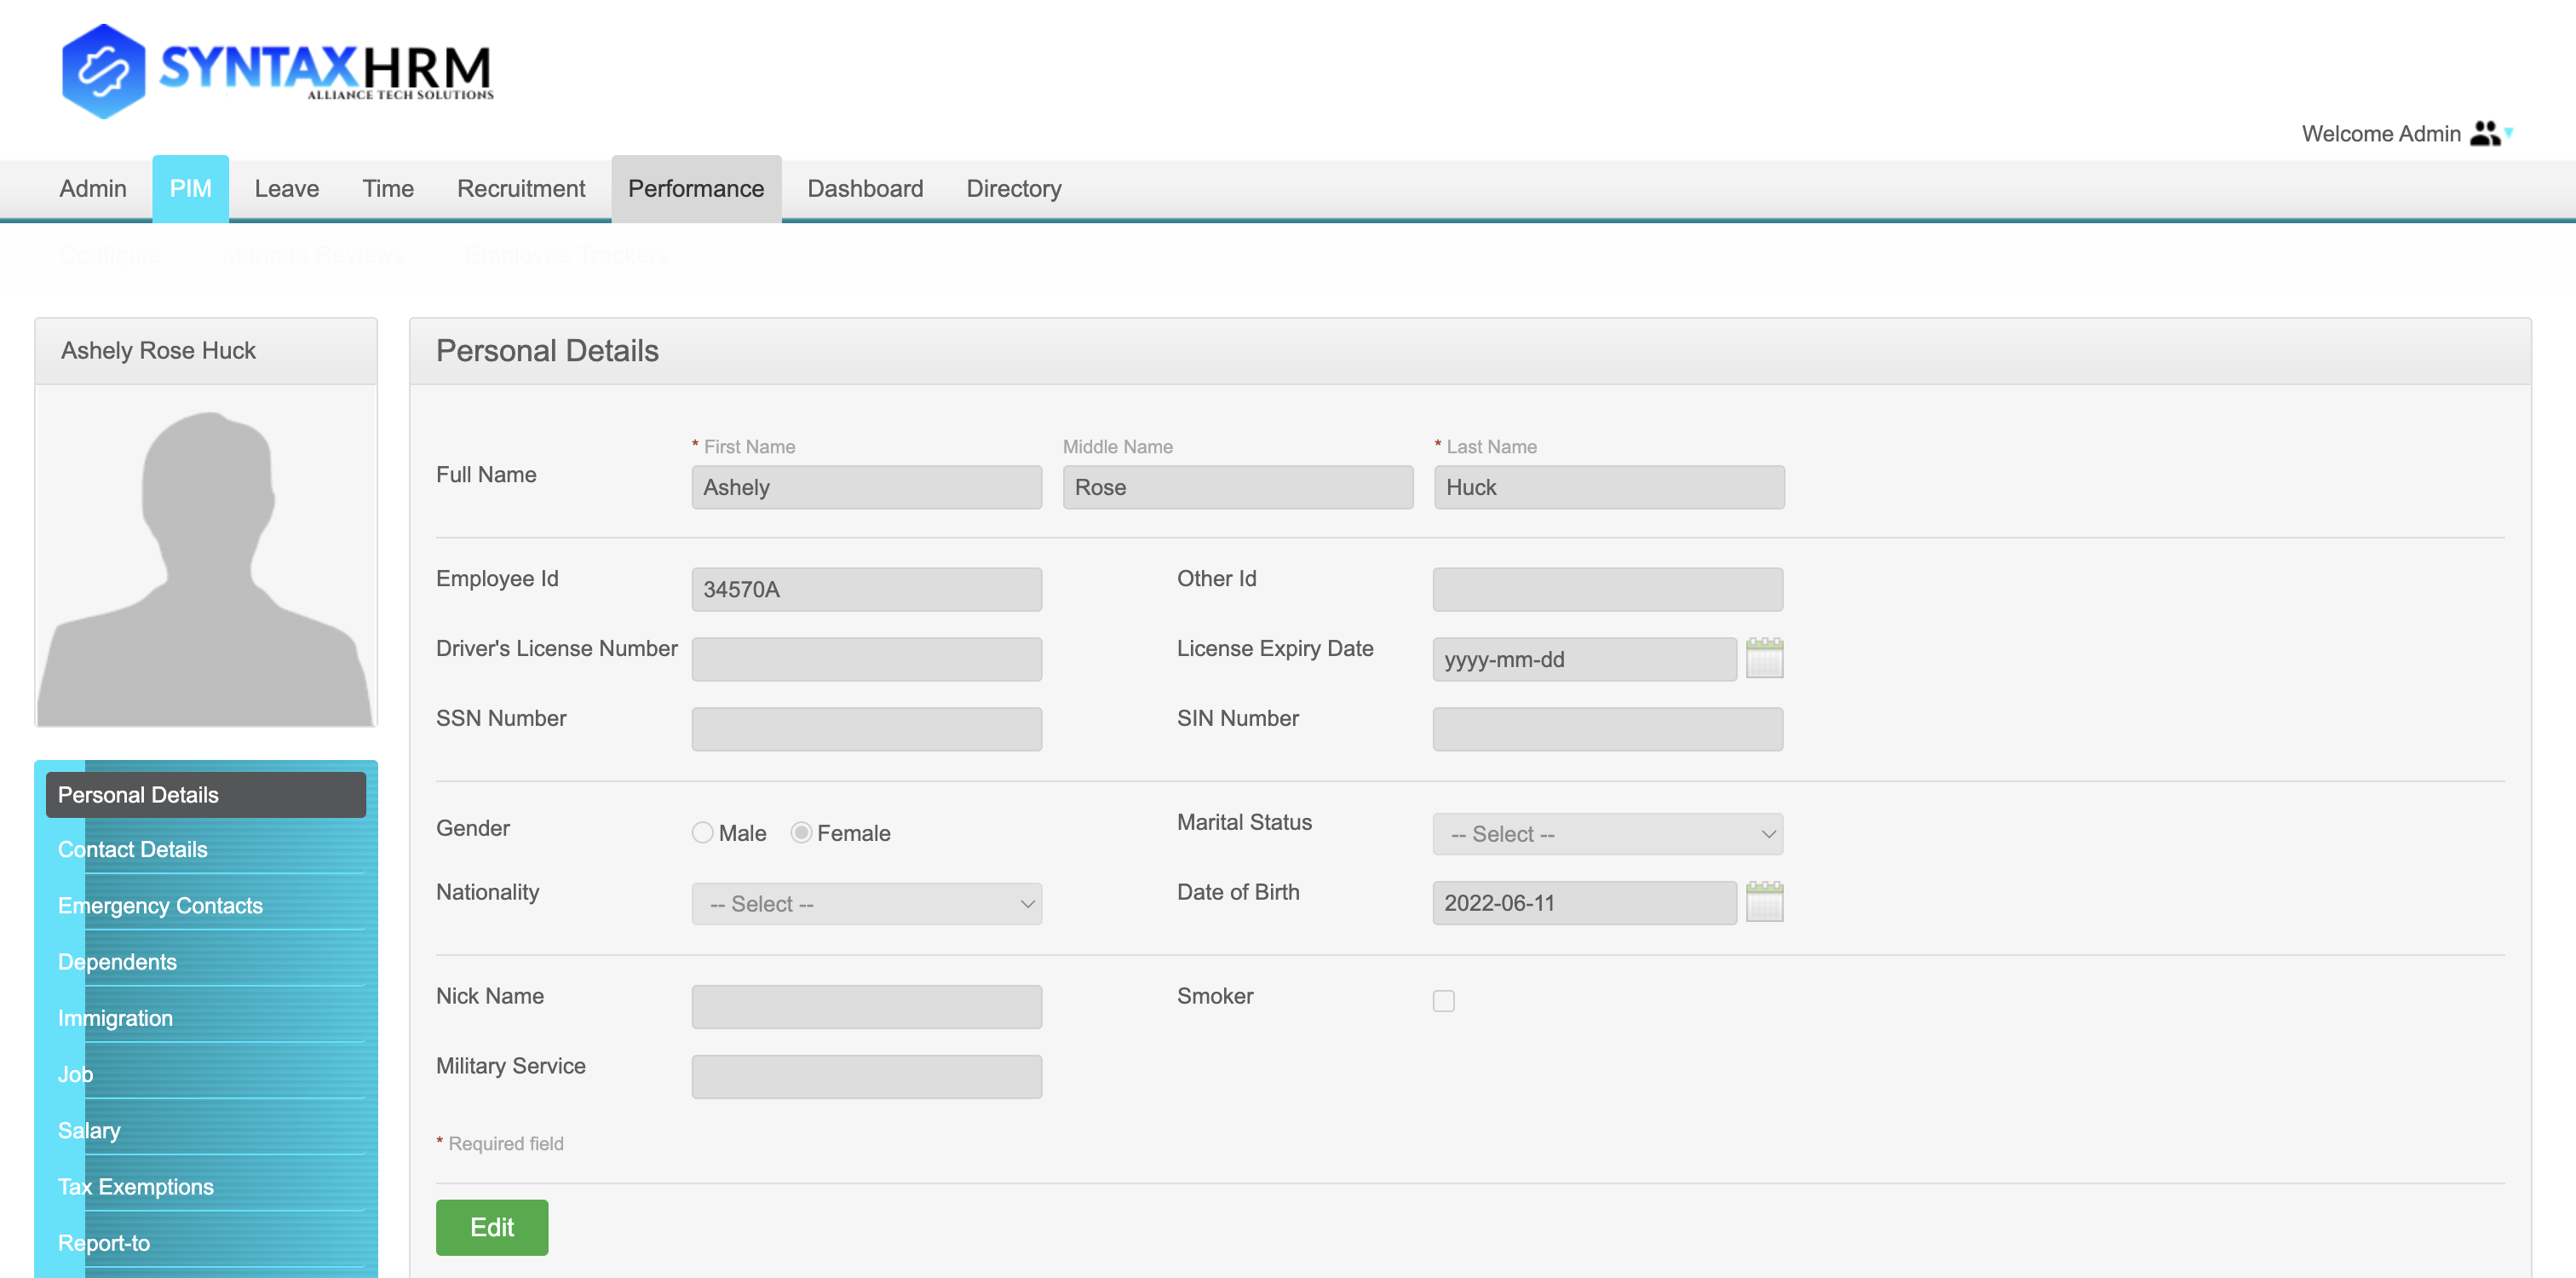 SYNTAXHRM
ALLIANCE TECH SOLUTIONS
Welcome Admin
Admin PIM Leave Time Recruitment Performance Dashboard Directory
Configure Manage Reviews Employee Trackers
Ashely Rose Huck
Personal Details
Contact Details
Emergency Contacts
Dependents
Immigration
Job
Salary
Tax Exemptions
Report-to
Personal Details
* First Name Middle Name * Last Name
Full Name Ashely Rose Huck
Employee Id 34570A Other Id
Driver's License Number License Expiry Date yyyy-mm-dd
SSN Number SIN Number
Gender Male Female Marital Status -- Select --
Nationality -- Select -- Date of Birth 2022-06-11
Nick Name Smoker
Military Service
* Required field
Edit